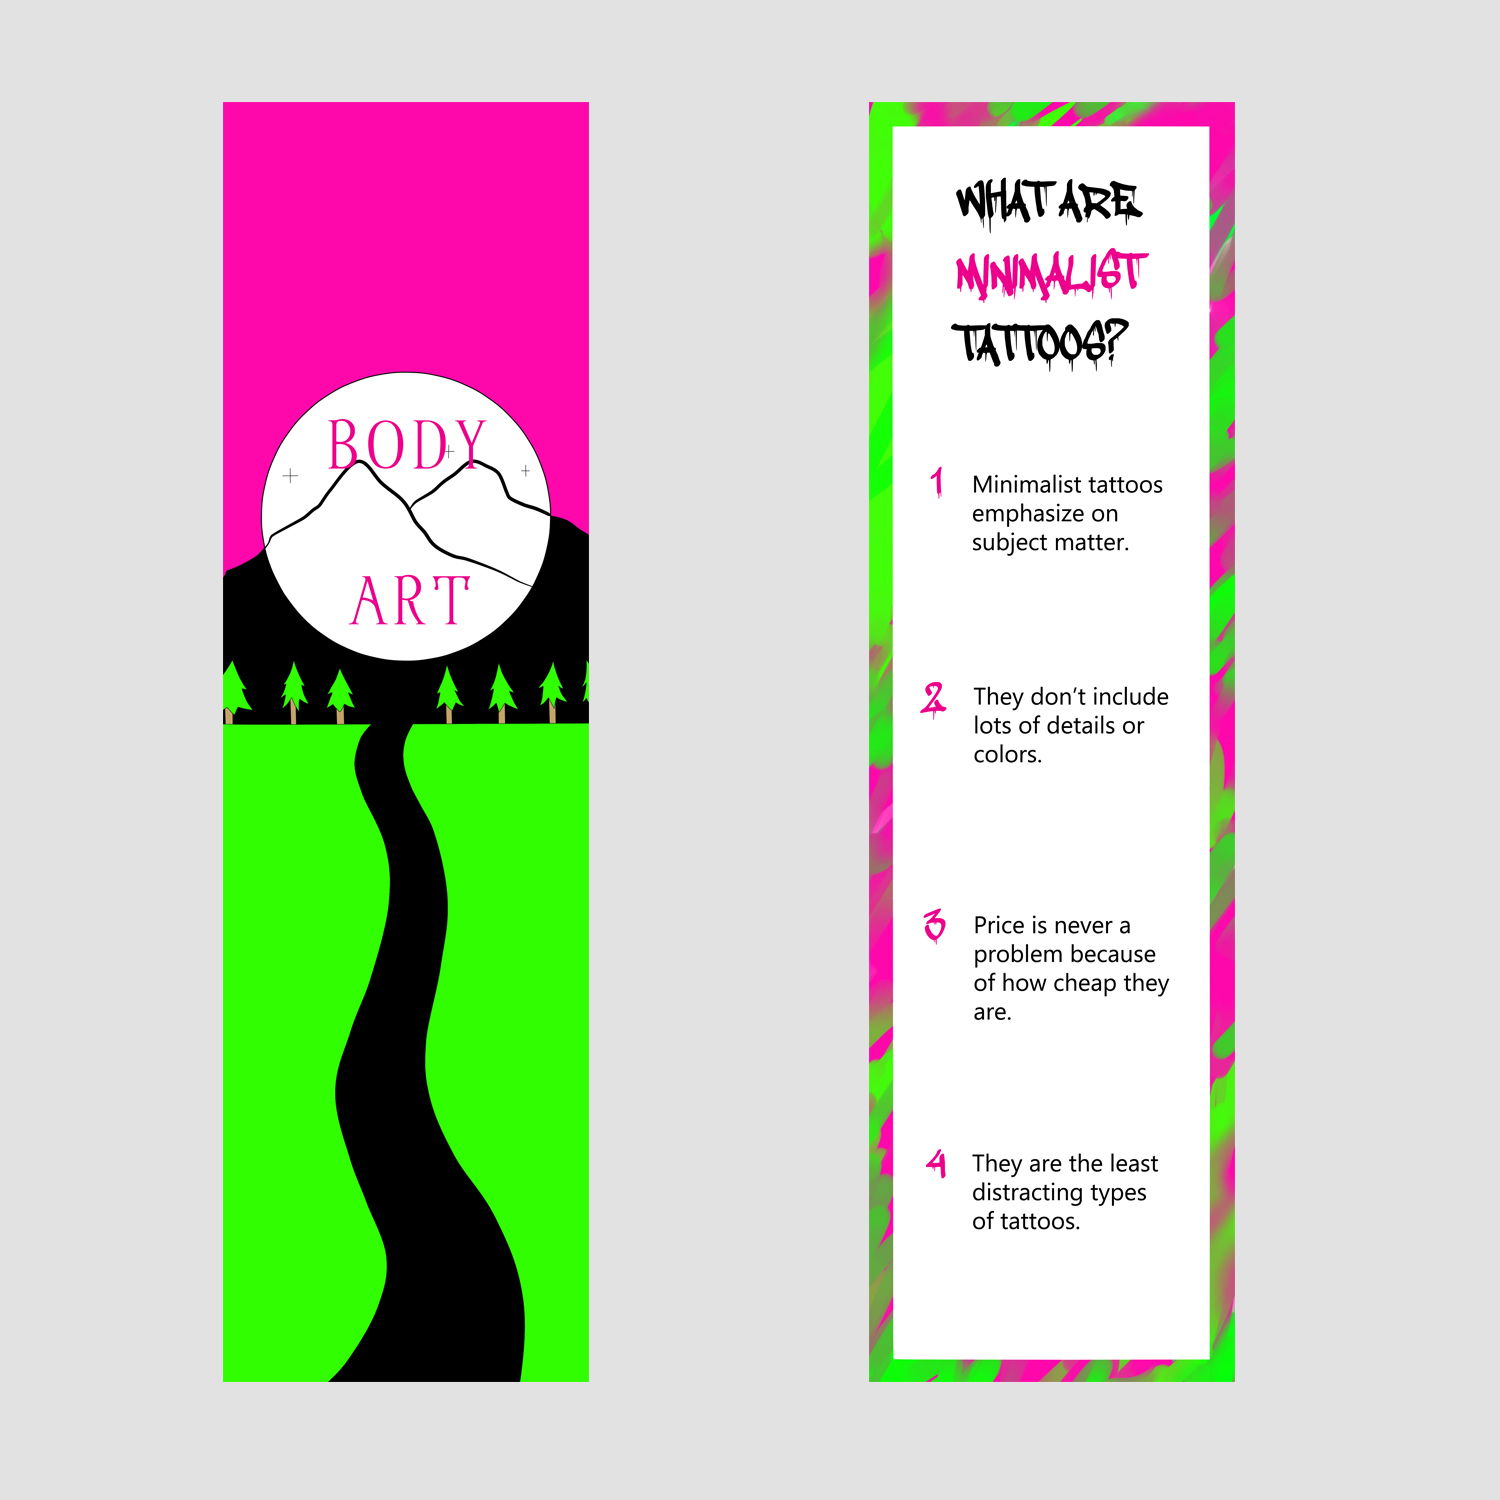 BODY
ART
WHAT ARE
MINIMALIST
TATTOOS?
1 Minimalist tattoos
emphasize on
subject matter.
2 They don’t include
lots of details or
colors.
3 Price is never a
problem because
of how cheap they
are.
4 They are the least
distracting types
of tattoos.